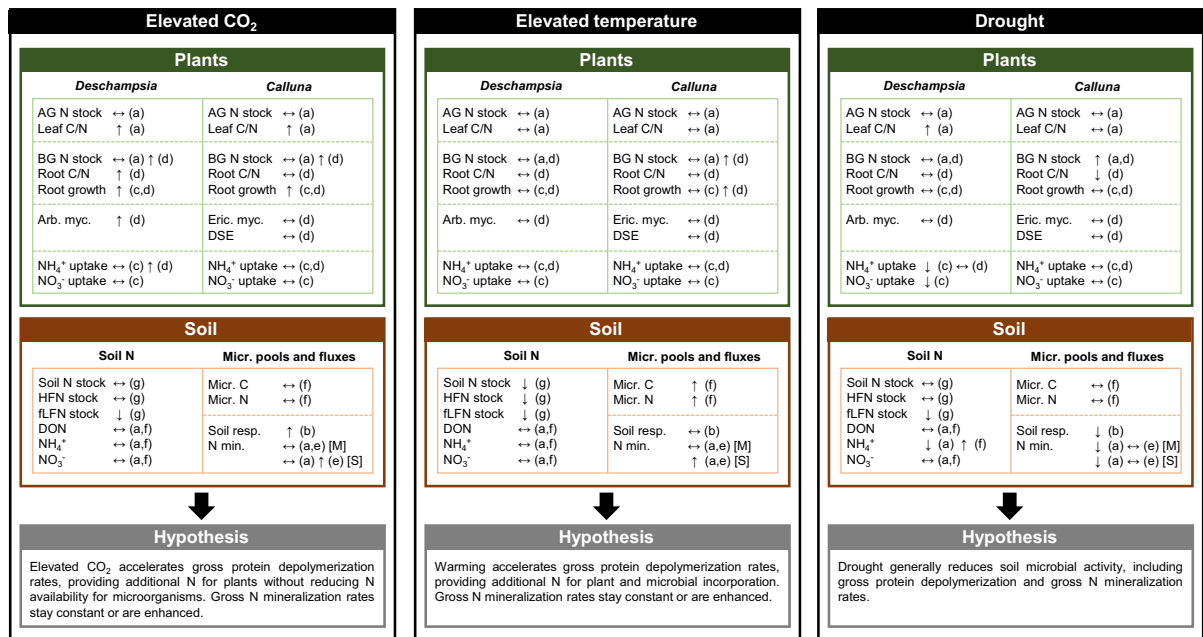 Elevated CO₂
Plants
Deschampsia Calluna
AG N stock ↔ (a) AG N stock ↔ (a)
Leaf C/N ↑ (a) Leaf C/N ↑ (a)
BG N stock ↔ (a) ↑ (d) BG N stock ↔ (a) ↑ (d)
Root C/N ↑ (d) Root C/N ↔ (d)
Root growth ↑ (c,d) Root growth ↑ (c,d)
Arb. myc. ↑ (d) Eric. myc. ↔ (d)
DSE ↔ (d)
NH₄⁺ uptake ↔ (c) ↑ (d) NH₄⁺ uptake ↔ (c,d)
NO₃⁻ uptake ↔ (c) NO₃⁻ uptake ↔ (c)
Soil
Soil N Micr. pools and fluxes
Soil N stock ↔ (g) Micr. C ↔ (f)
HFN stock ↔ (g) Micr. N ↔ (f)
fLFN stock ↓ (g)
DON ↔ (a,f) Soil resp. ↑ (b)
NH₄⁺ ↔ (a,f) N min. ↔ (a,e) [M]
NO₃⁻ ↔ (a,f) ↔ (a) ↑ (e) [S]
Hypothesis
Elevated CO₂ accelerates gross protein depolymerization
rates, providing additional N for plants without reducing N
availability for microorganisms. Gross N mineralization rates
stay constant or are enhanced.
Elevated temperature
Plants
Deschampsia Calluna
AG N stock ↔ (a) AG N stock ↔ (a)
Leaf C/N ↔ (a) Leaf C/N ↔ (a)
BG N stock ↔ (a,d) BG N stock ↔ (a) ↑ (d)
Root C/N ↔ (d) Root C/N ↔ (d)
Root growth ↔ (c,d) Root growth ↔ (c) ↑ (d)
Arb. myc. ↔ (d) Eric. myc. ↔ (d)
DSE ↔ (d)
NH₄⁺ uptake ↔ (c,d) NH₄⁺ uptake ↔ (c,d)
NO₃⁻ uptake ↔ (c) NO₃⁻ uptake ↔ (c)
Soil
Soil N Micr. pools and fluxes
Soil N stock ↓ (g) Micr. C ↑ (f)
HFN stock ↓ (g) Micr. N ↑ (f)
fLFN stock ↓ (g)
DON ↔ (a,f) Soil resp. ↔ (b)
NH₄⁺ ↔ (a,f) N min. ↔ (a,e) [M]
NO₃⁻ ↔ (a,f) ↑ (a,e) [S]
Hypothesis
Warming accelerates gross protein depolymerization rates,
providing additional N for plant and microbial incorporation.
Gross N mineralization rates stay constant or are enhanced.
Drought
Plants
Deschampsia Calluna
AG N stock ↔ (a) AG N stock ↔ (a)
Leaf C/N ↑ (a) Leaf C/N ↔ (a)
BG N stock ↔ (a,d) BG N stock ↑ (a,d)
Root C/N ↔ (d) Root C/N ↓ (d)
Root growth ↔ (c,d) Root growth ↔ (c,d)
Arb. myc. ↔ (d) Eric. myc. ↔ (d)
DSE ↔ (d)
NH₄⁺ uptake ↓ (c) ↔ (d) NH₄⁺ uptake ↔ (c,d)
NO₃⁻ uptake ↓ (c) NO₃⁻ uptake ↔ (c)
Soil
Soil N Micr. pools and fluxes
Soil N stock ↔ (g) Micr. C ↔ (f)
HFN stock ↔ (g) Micr. N ↔ (f)
fLFN stock ↓ (g)
DON ↔ (a,f) Soil resp. ↓ (b)
NH₄⁺ ↓ (a) ↑ (f) N min. ↓ (a) ↔ (e) [M]
NO₃⁻ ↔ (a,f) ↓ (a) ↔ (e) [S]
Hypothesis
Drought generally reduces soil microbial activity, including
gross protein depolymerization and gross N mineralization
rates.